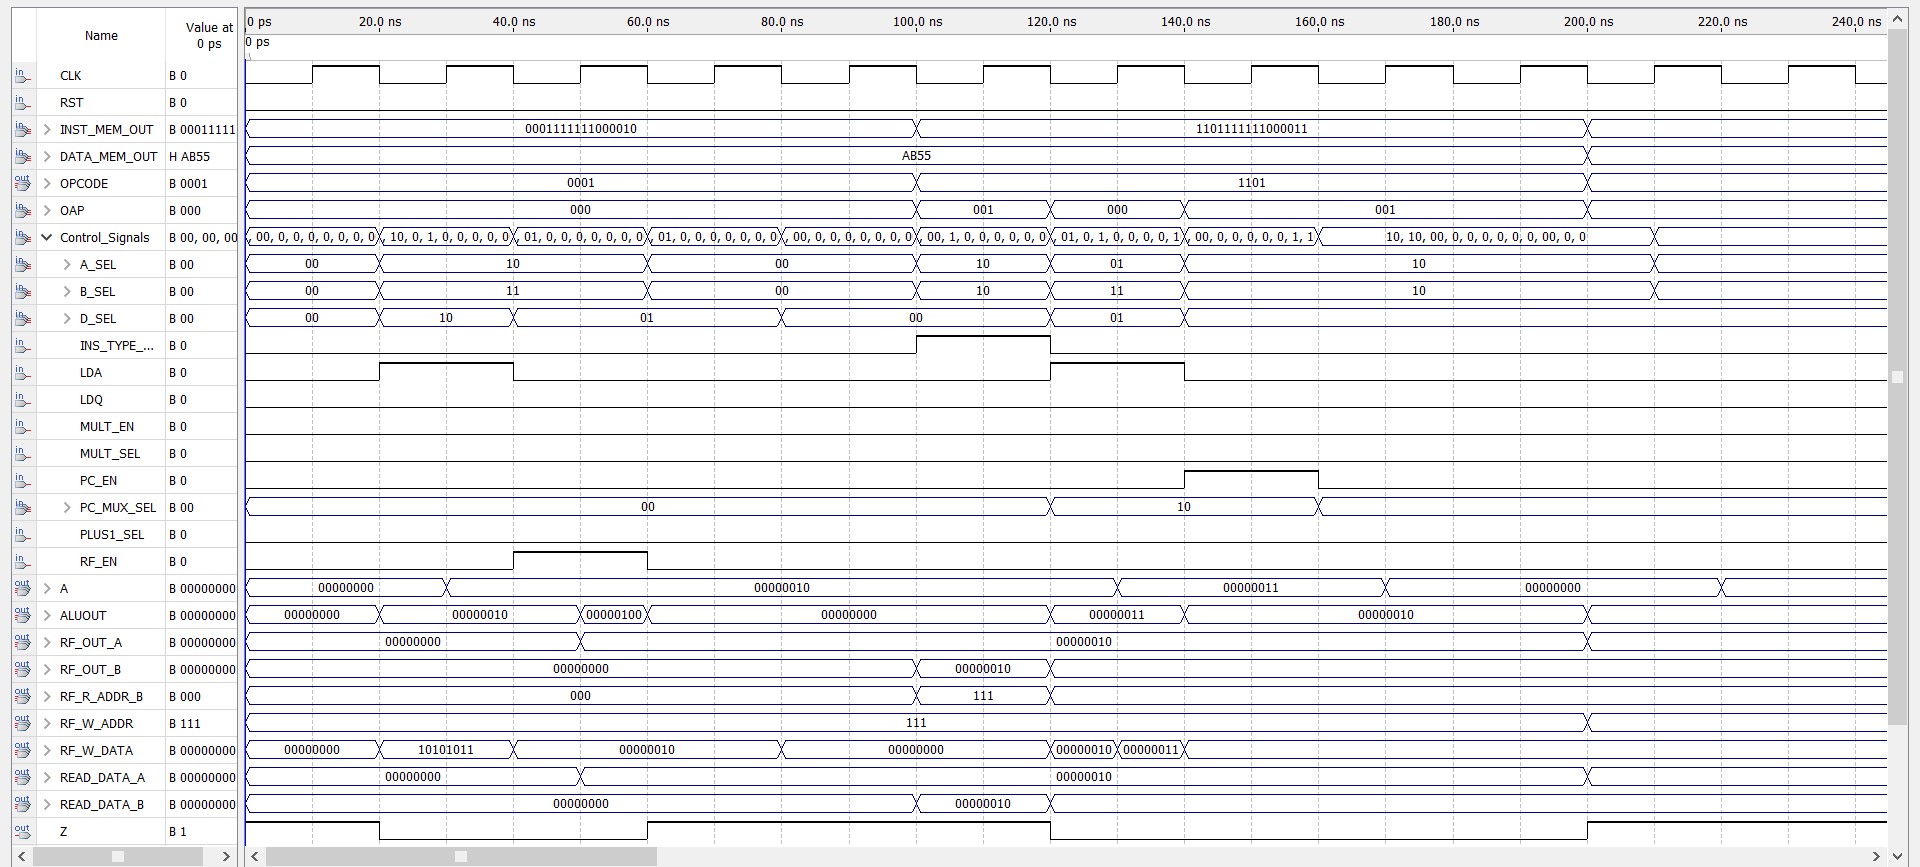 Name
Value at
0 ps
0 ps 20.0 ns 40.0 ns 60.0 ns 80.0 ns 100.0 ns 120.0 ns 140.0 ns 160.0 ns 180.0 ns 200.0 ns 220.0 ns 240.0 ns
0 ps
in CLK B 0
in RST B 0
in INST_MEM_OUT B 00011111 0001111111000010 1101111111000011
in DATA_MEM_OUT H AB55 AB55
out OPCODE B 0001 0001 1101
in OAP B 000 000 001 000 001
in Control_Signals B 00, 00, 00 00, 0, 0, 0, 0, 0, 0, 0 10, 0, 1, 0, 0, 0, 0, 0 01, 0, 0, 0, 0, 0, 0, 0 01, 0, 0, 0, 0, 0, 0, 0 00, 0, 0, 0, 0, 0, 0, 0 00, 1, 0, 0, 0, 0, 0, 0 01, 0, 1, 0, 0, 0, 0, 1 00, 0, 0, 0, 0, 0, 1, 1 10, 10, 00, 0, 0, 0, 0, 0, 0, 00, 0, 0
in A_SEL B 00 00 10 00 10 01 10
in B_SEL B 00 00 11 00 10 11 10
in D_SEL B 00 00 10 01 00 01
in INS_TYPE_... B 0
in LDA B 0
in LDQ B 0
in MULT_EN B 0
in MULT_SEL B 0
in PC_EN B 0
in PC_MUX_SEL B 00 00 10
in PLUS1_SEL B 0
in RF_EN B 0
out A B 00000000 00000000 00000010 00000011 00000000
out ALUOUT B 00000000 00000000 00000010 00000100 00000000 00000011 00000010
out RF_OUT_A B 00000000 00000000 00000010
out RF_OUT_B B 00000000 00000000 00000010
out RF_R_ADDR_B B 000 000 111
out RF_W_ADDR B 111 111
out RF_W_DATA B 00000000 00000000 10101011 00000010 00000000 00000010 00000011
out READ_DATA_A B 00000000 00000000 00000010
out READ_DATA_B B 00000000 00000000 00000010
out Z B 1